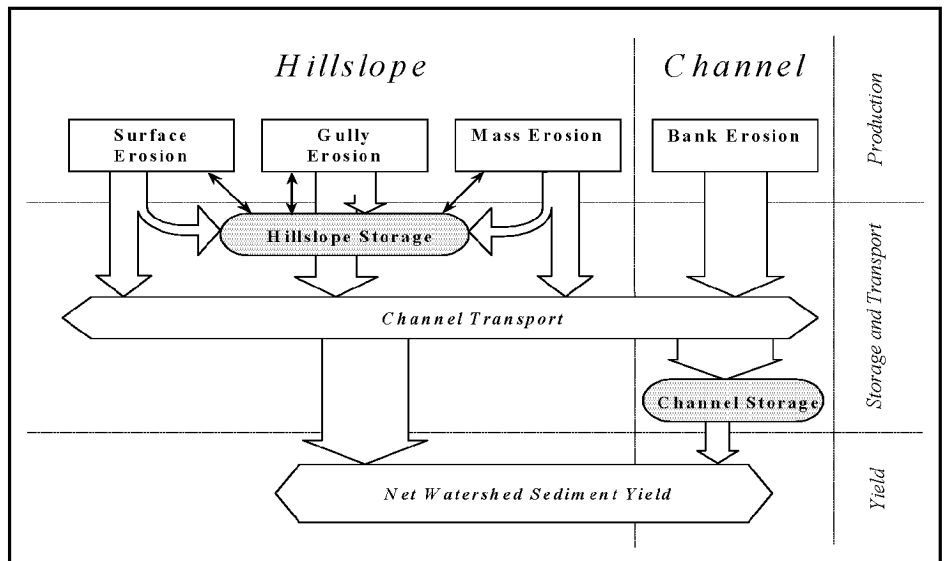 Hillslope
Channel
Production
Surface
Erosion
Gully
Erosion
Mass Erosion
Bank Erosion
Hillslope Storage
Storage and Transport
Channel Transport
Channel Storage
Net Watershed Sediment Yield
Yield